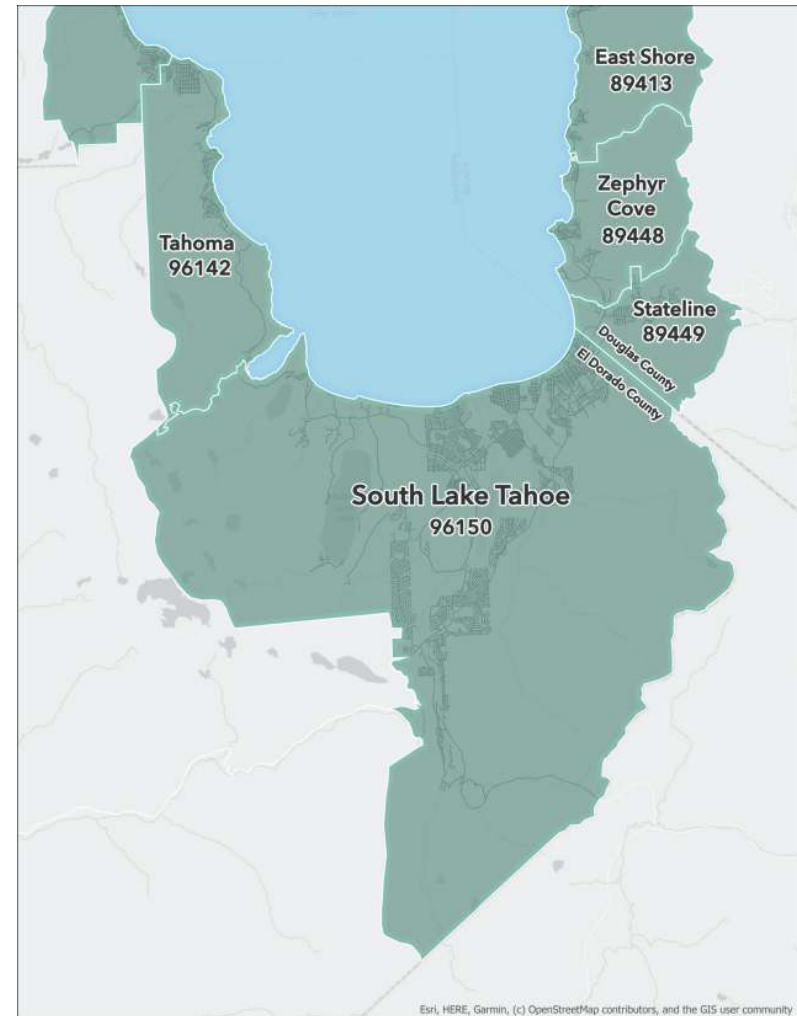 East Shore
89413
Zephyr
Cove
89448
Tahoma
96142
Stateline
89449
Douglas County
El Dorado County
South Lake Tahoe
96150
Esri, HERE, Garmin, (c) OpenStreetMap contributors, and the GIS user community